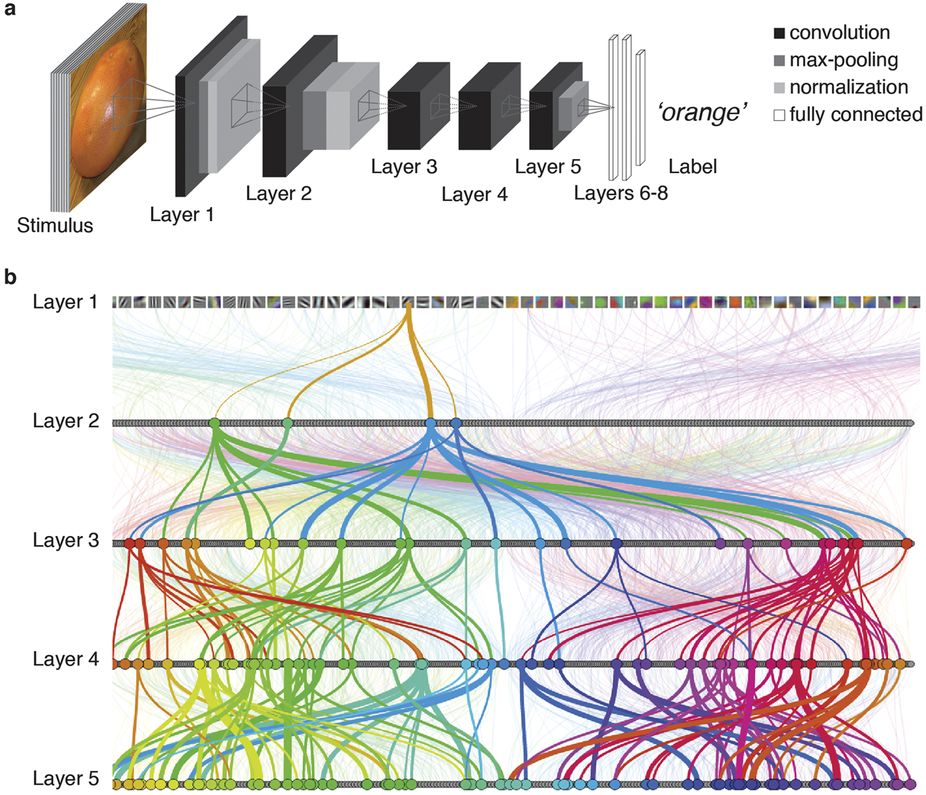 a
convolution
max-pooling
normalization
fully connected
'orange'
Stimulus
Layer 1
Layer 2
Layer 3
Layer 4
Layer 5
Layers 6-8
Label
b
Layer 1
Layer 2
Layer 3
Layer 4
Layer 5